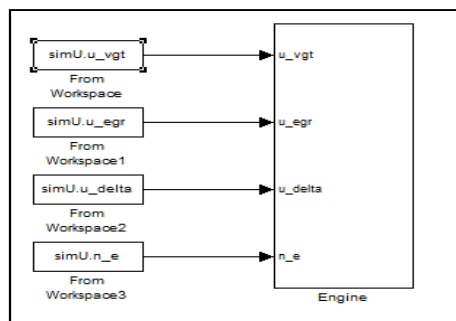 simU.u_vgt
u_vgt
From
Workspace
simU.u_egr
u_egr
From
Workspace1
simU.u_delta
u_delta
From
Workspace2
simU.n_e
n_e
From
Workspace3
Engine